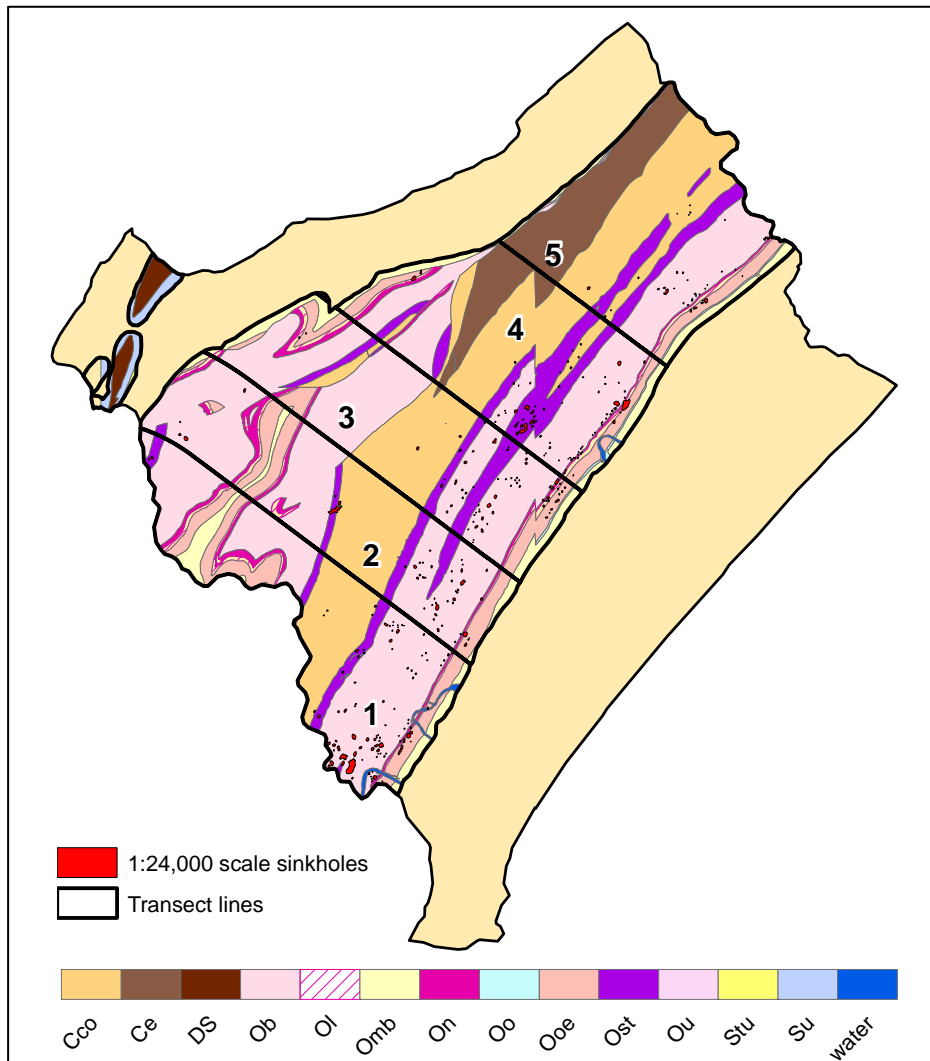 5
4
3
2
1
1:24,000 scale sinkholes
Transect lines
Cco Ce DS Ob Ol Omb On Oo Ooe Ost Ou Stu Su water